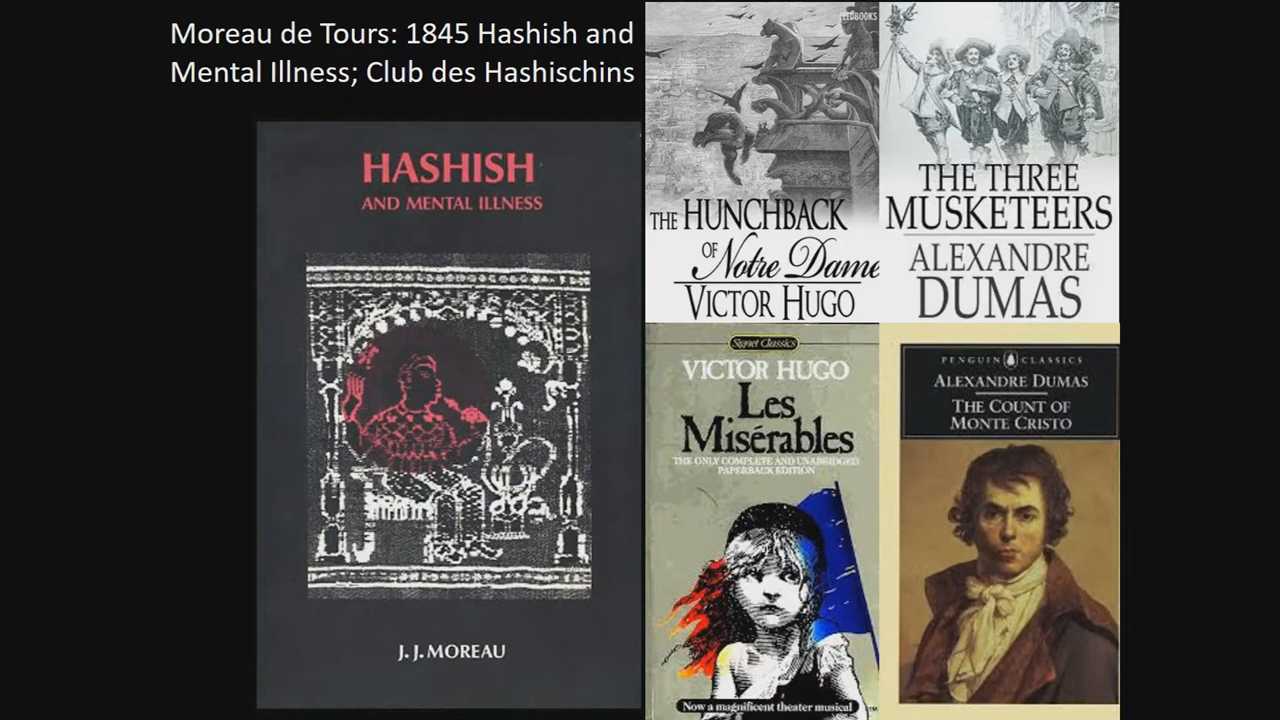 Moreau de Tours: 1845 Hashish and
Mental Illness; Club des Hashischins
HASHISH
AND MENTAL ILLNESS
J. J. MOREAU
FEEDBOOKS
THE HUNCHBACK
OF Notre Dame
VICTOR HUGO
THE THREE
MUSKETEERS
ALEXANDRE
DUMAS
Signet Classics
VICTOR HUGO
Les
Misérables
THE ONLY COMPLETE AND UNABRIDGED
PAPERBACK EDITION
Now a magnificent theater musical
PENGUIN CLASSICS
ALEXANDRE DUMAS
THE COUNT OF
MONTE CRISTO